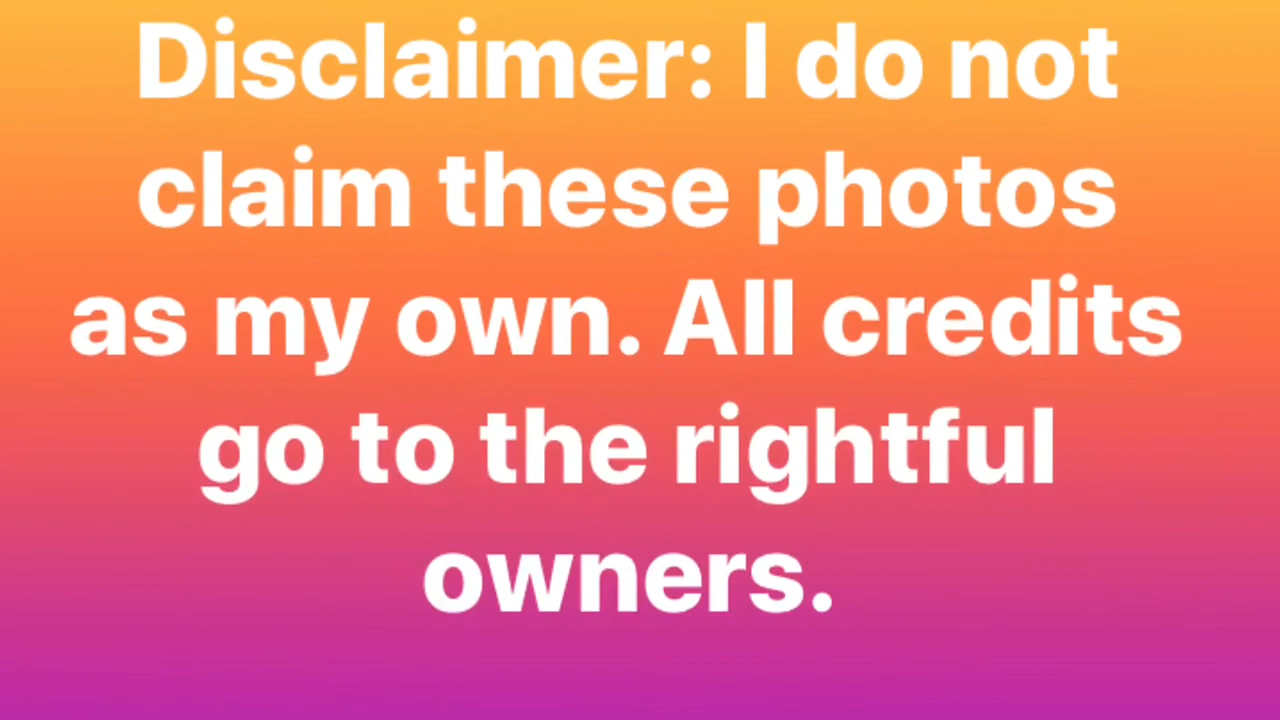 Disclaimer: I do not
claim these photos
as my own. All credits
go to the rightful
owners.